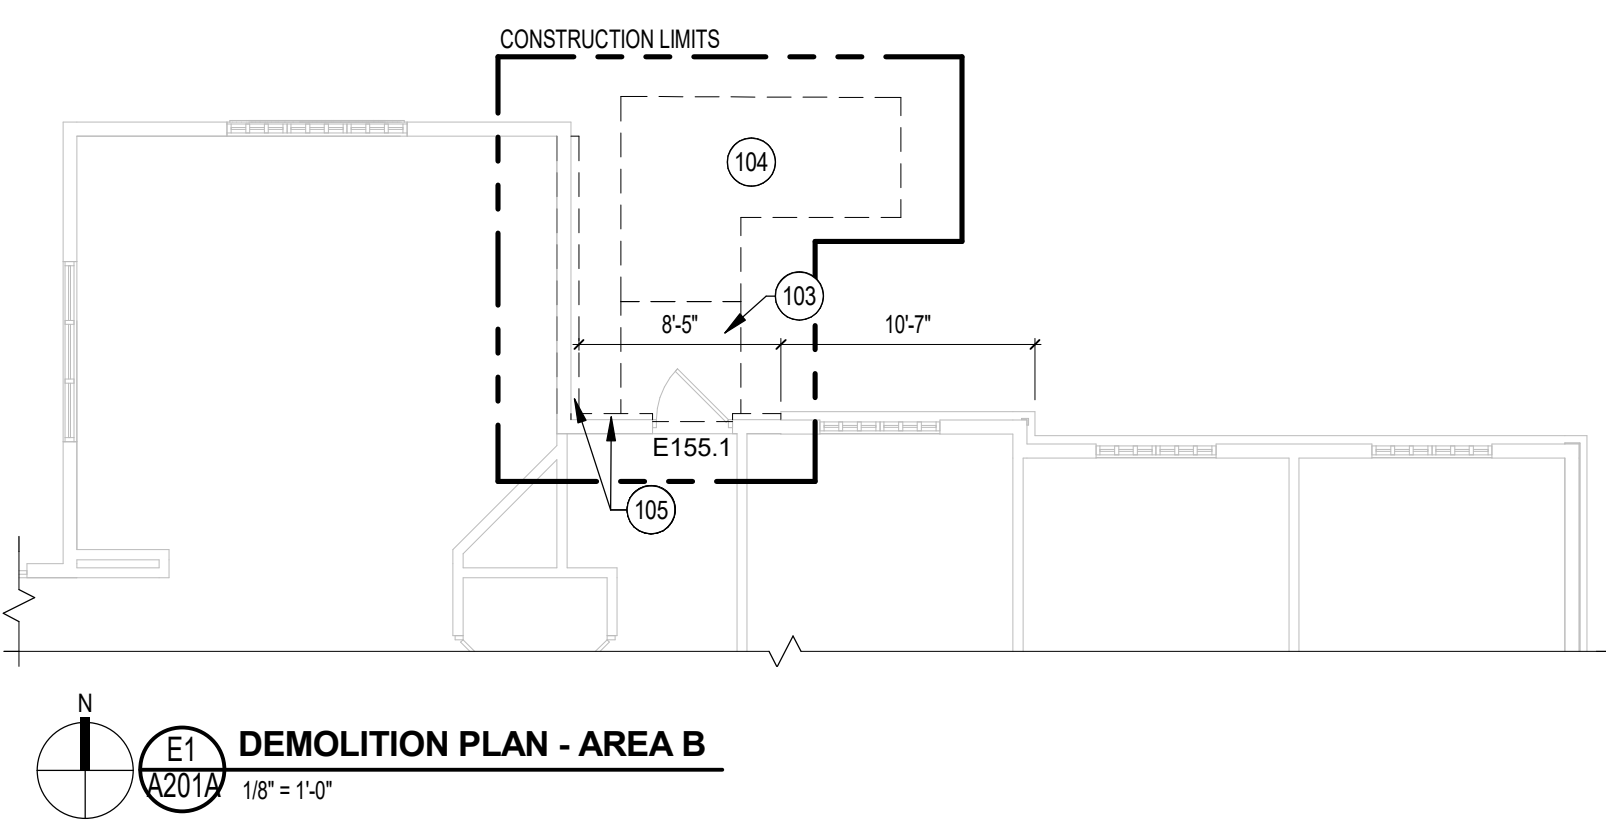 CONSTRUCTION LIMITS
104
103
8'-5"
10'-7"
E155.1
105
N
E1
A201A
DEMOLITION PLAN - AREA B
1/8" = 1'-0"